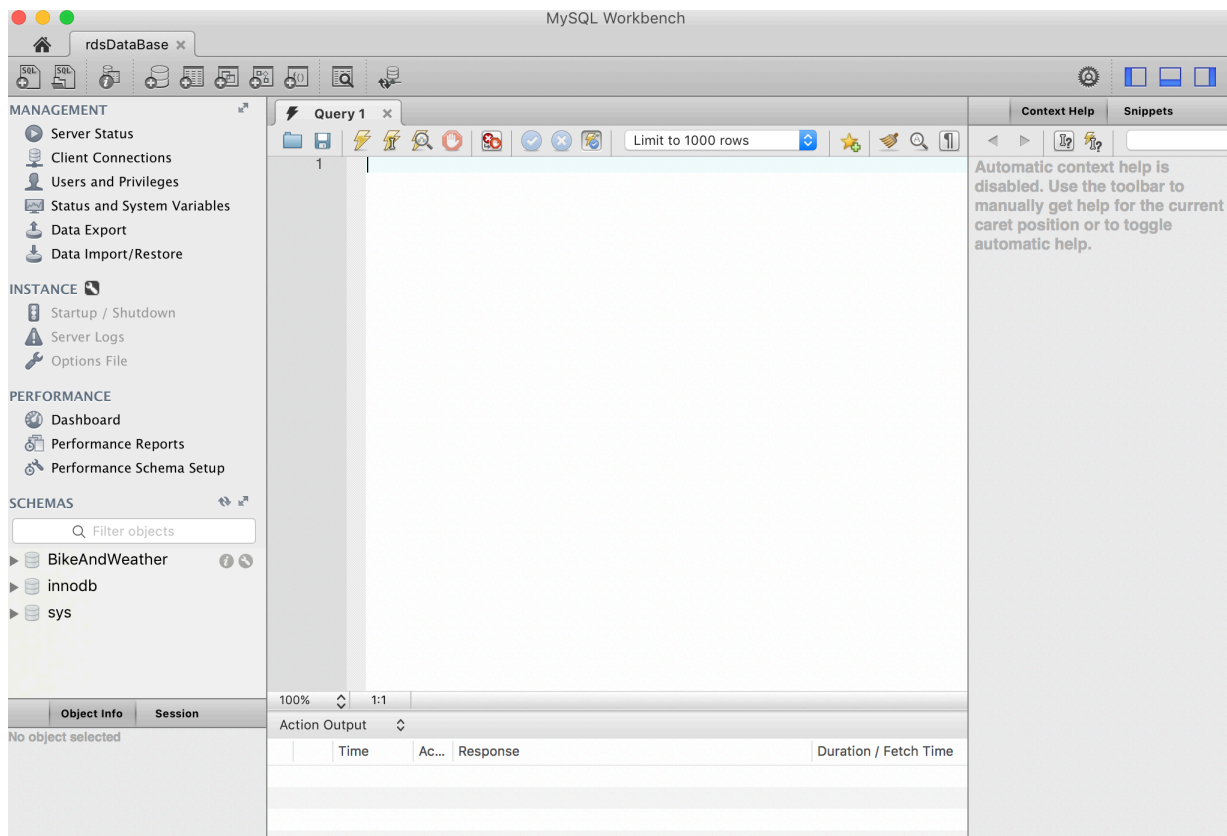 MySQL Workbench
rdsDataBase
SQL SQL
MANAGEMENT
Server Status
Client Connections
Users and Privileges
Status and System Variables
Data Export
Data Import/Restore
INSTANCE
Startup / Shutdown
Server Logs
Options File
PERFORMANCE
Dashboard
Performance Reports
Performance Schema Setup
SCHEMAS
Filter objects
BikeAndWeather
innodb
sys
Object Info Session
No object selected
Query 1
Limit to 1000 rows
1
100% 1:1
Action Output
Time Ac... Response Duration / Fetch Time
Context Help Snippets
Automatic context help is
disabled. Use the toolbar to
manually get help for the current
caret position or to toggle
automatic help.